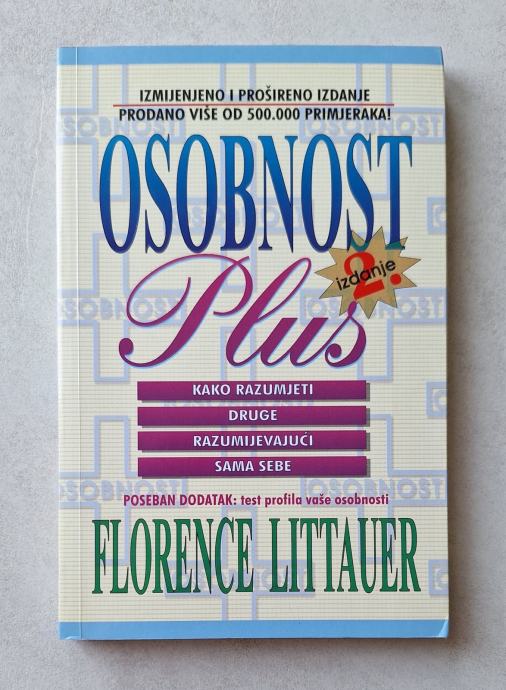 IZMIJENJENO I PROŠIRENO IZDANJE
PRODANO VIŠE OD 500.000 PRIMJERAKA!
OSOBNOST
Plus
2.
izdanje
KAKO RAZUMJETI
DRUGE
RAZUMIJEVAJUĆI
SAMA SEBE
POSEBAN DODATAK: test profila vaše osobnosti
FLORENCE LITTAUER